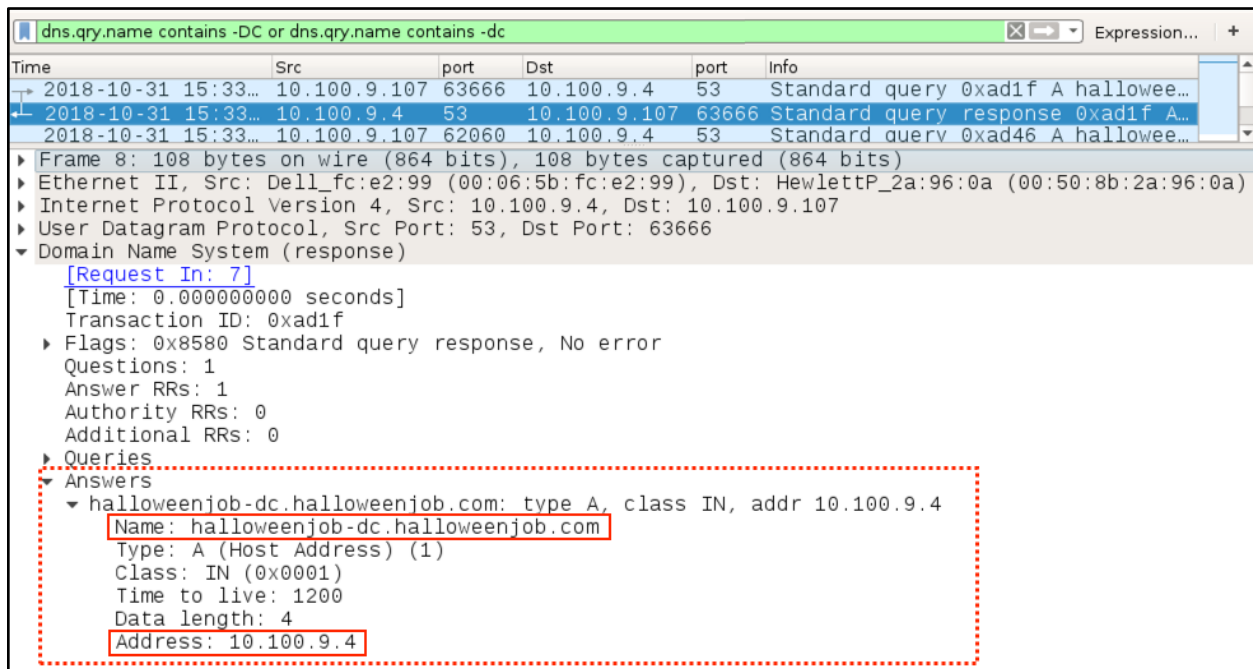 dns.qry.name contains -DC or dns.qry.name contains -dc Expression... +
Time Src port Dst port Info
2018-10-31 15:33… 10.100.9.107 63666 10.100.9.4 53 Standard query 0xad1f A hallowee…
2018-10-31 15:33… 10.100.9.4 53 10.100.9.107 63666 Standard query response 0xad1f A…
2018-10-31 15:33… 10.100.9.107 62060 10.100.9.4 53 Standard query 0xad46 A hallowee…
Frame 8: 108 bytes on wire (864 bits), 108 bytes captured (864 bits)
Ethernet II, Src: Dell_fc:e2:99 (00:06:5b:fc:e2:99), Dst: HewlettP_2a:96:0a (00:50:8b:2a:96:0a)
Internet Protocol Version 4, Src: 10.100.9.4, Dst: 10.100.9.107
User Datagram Protocol, Src Port: 53, Dst Port: 63666
Domain Name System (response)
[Request In: 7]
[Time: 0.000000000 seconds]
Transaction ID: 0xad1f
Flags: 0x8580 Standard query response, No error
Questions: 1
Answer RRs: 1
Authority RRs: 0
Additional RRs: 0
Queries
Answers
halloweenjob-dc.halloweenjob.com: type A, class IN, addr 10.100.9.4
Name: halloweenjob-dc.halloweenjob.com
Type: A (Host Address) (1)
Class: IN (0x0001)
Time to live: 1200
Data length: 4
Address: 10.100.9.4